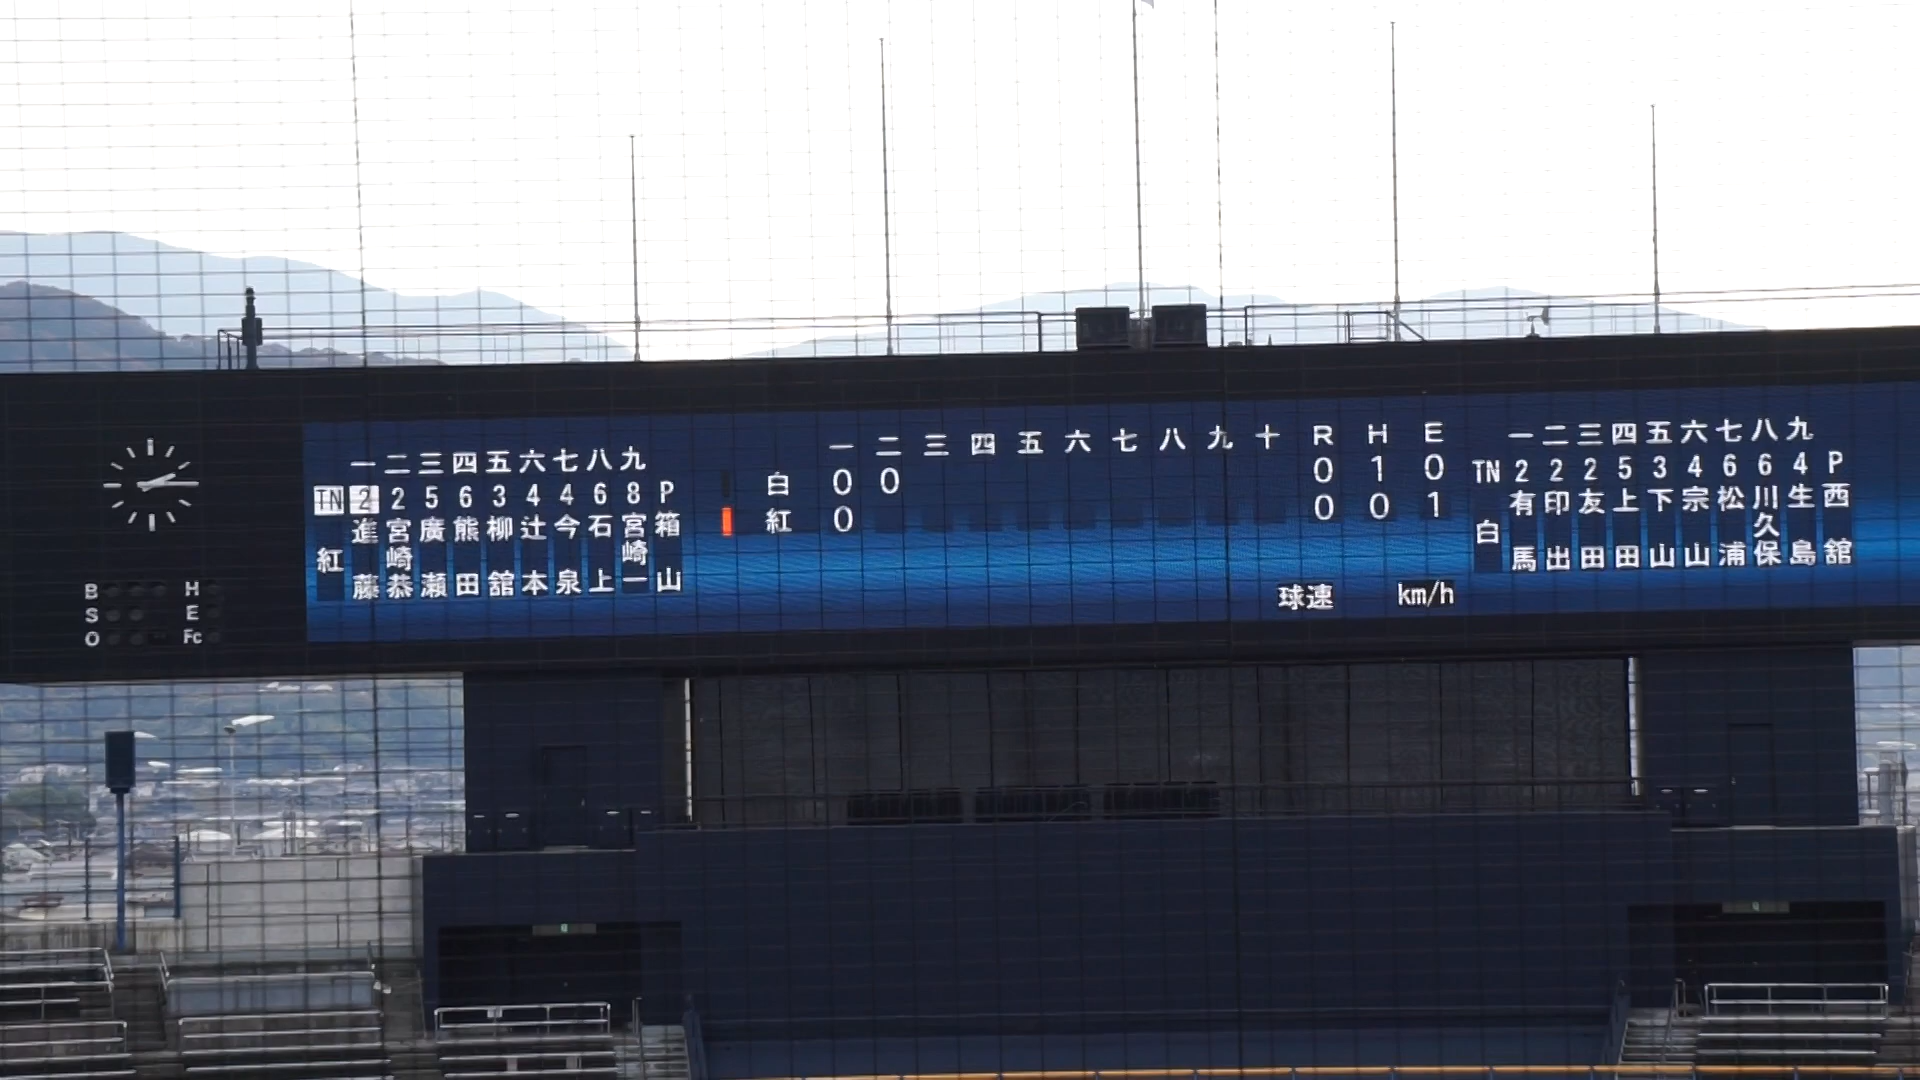 一 二 三 四 五 六 七 八 九
TN 2 2 5 6 3 4 4 6 8 P
紅 進藤 宮崎恭 廣瀬 熊田 柳舘 辻本 今泉 石上 宮崎一 箱山
一 二 三 四 五 六 七 八 九 十 R H E
白 0 0 0 1 0
紅 0 0 0 1
球速 km/h
一 二 三 四 五 六 七 八 九
TN 2 2 2 5 3 4 6 6 4 P
白 有馬 印出 友田 上田 下山 宗山 松浦 川久保 生島 西舘
B H
S E
O Fc